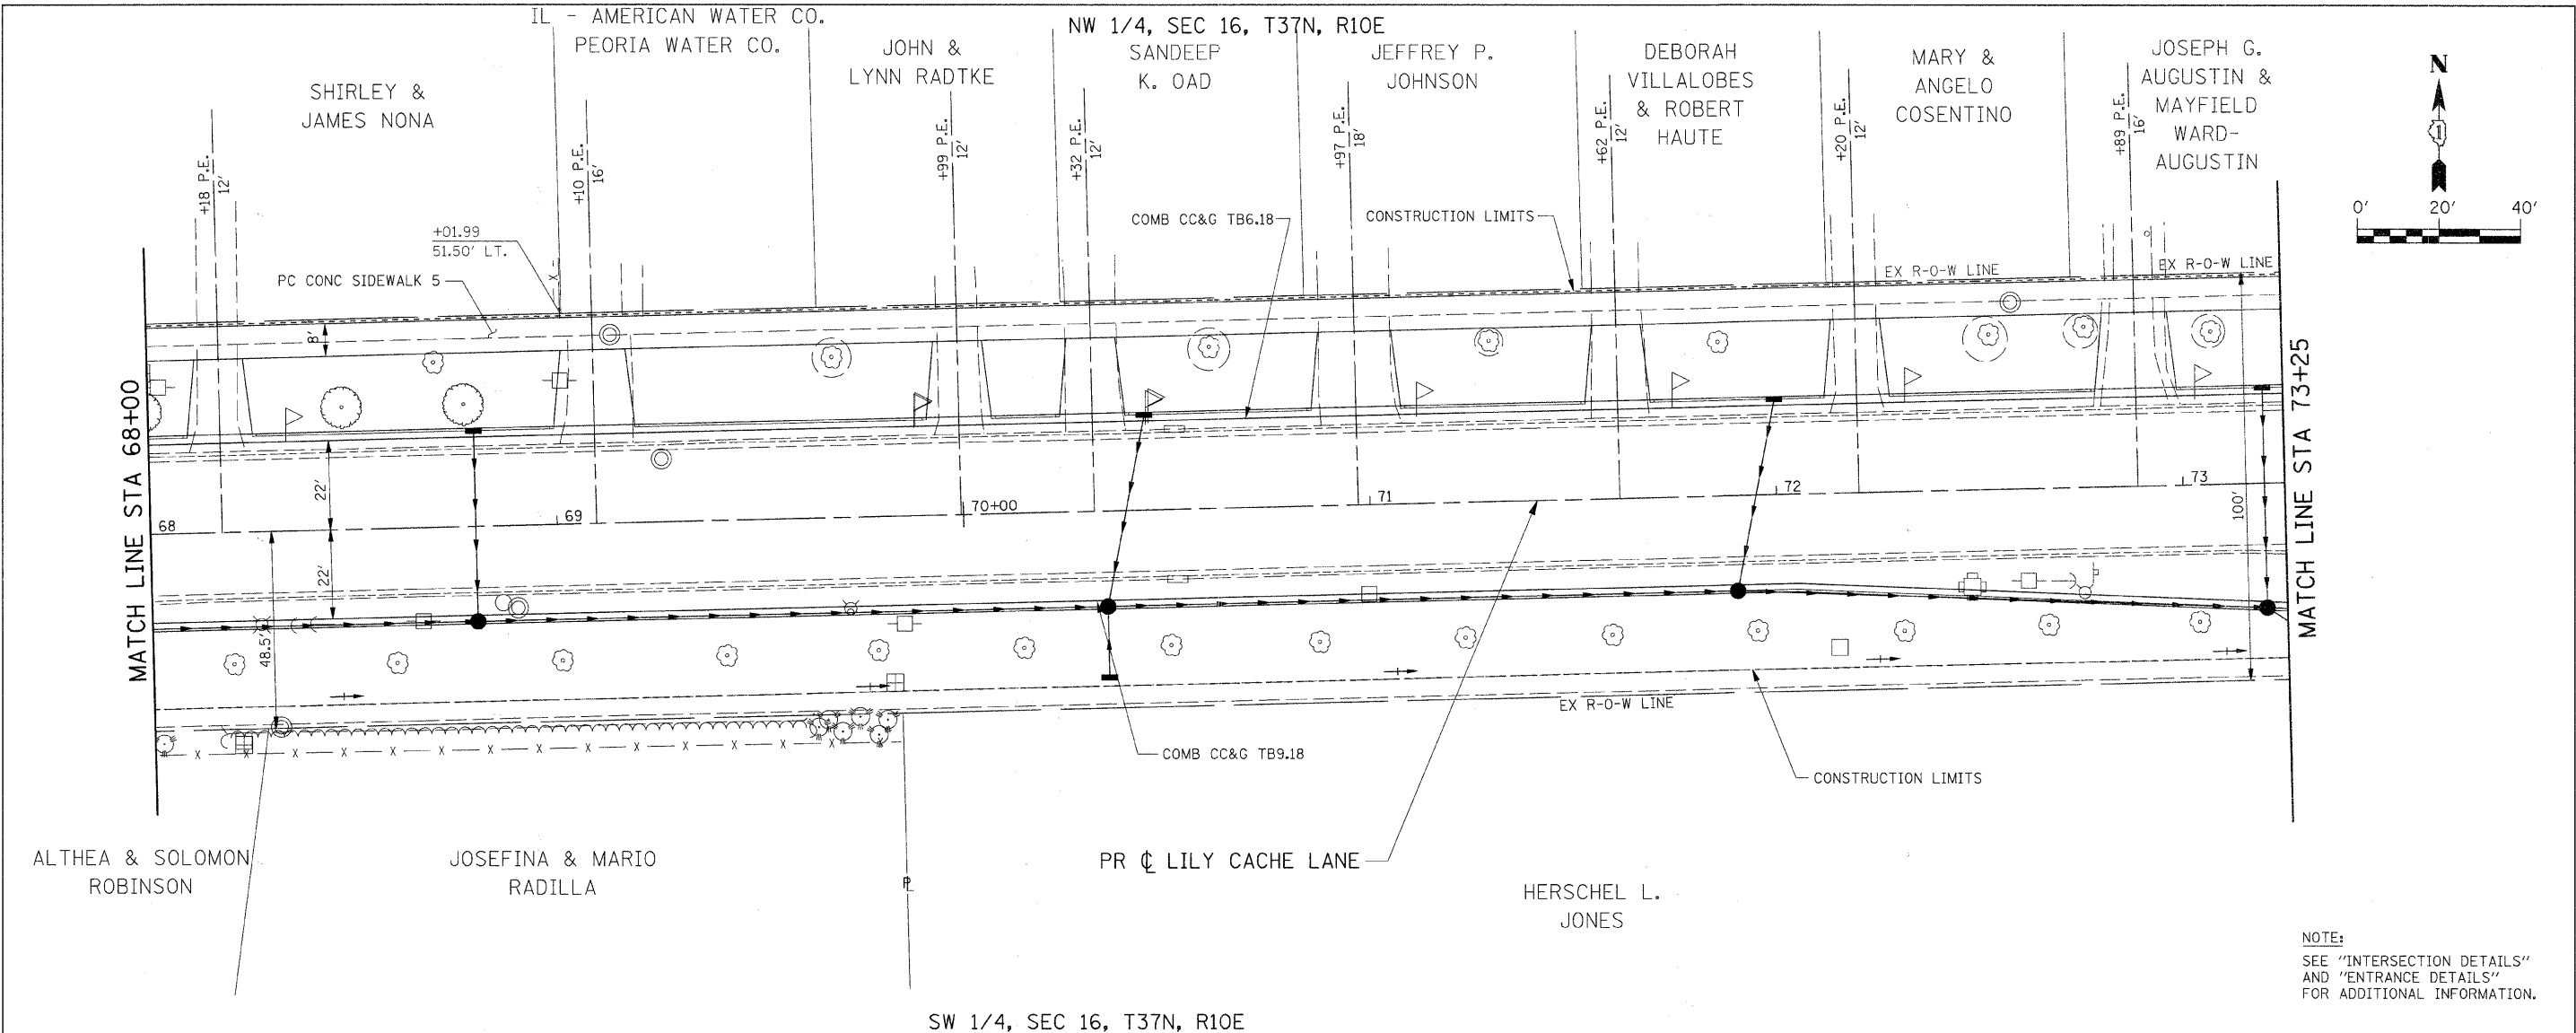 IL - AMERICAN WATER CO.
PEORIA WATER CO.
NW 1/4, SEC 16, T37N, R10E
SHIRLEY &
JAMES NONA
JOHN &
LYNN RADTKE
SANDEEP
K. OAD
JEFFREY P.
JOHNSON
DEBORAH
VILLALOBES
& ROBERT
HAUTE
MARY &
ANGELO
COSENTINO
JOSEPH G.
AUGUSTIN &
MAYFIELD
WARD-
AUGUSTIN
N
1
0' 20' 40'
+18 P.E.
12'
+10 P.E.
16'
+99 P.E.
12'
+32 P.E.
12'
+97 P.E.
18'
+62 P.E.
12'
+20 P.E.
12'
+89 P.E.
16'
+01.99
51.50' LT.
PC CONC SIDEWALK 5
COMB CC&G TB6.18
CONSTRUCTION LIMITS
EX R-O-W LINE
EX R-O-W LINE
8'
X
MATCH LINE STA 68+00
MATCH LINE STA 73+25
22'
22'
48.5'
100'
68
69
70+00
71
72
73
EX R-O-W LINE
X X X X X X X X X X X X X X
COMB CC&G TB9.18
CONSTRUCTION LIMITS
PR ℄ LILY CACHE LANE
ALTHEA & SOLOMON
ROBINSON
JOSEFINA & MARIO
RADILLA
PL
HERSCHEL L.
JONES
NOTE:
SEE "INTERSECTION DETAILS"
AND "ENTRANCE DETAILS"
FOR ADDITIONAL INFORMATION.
SW 1/4, SEC 16, T37N, R10E